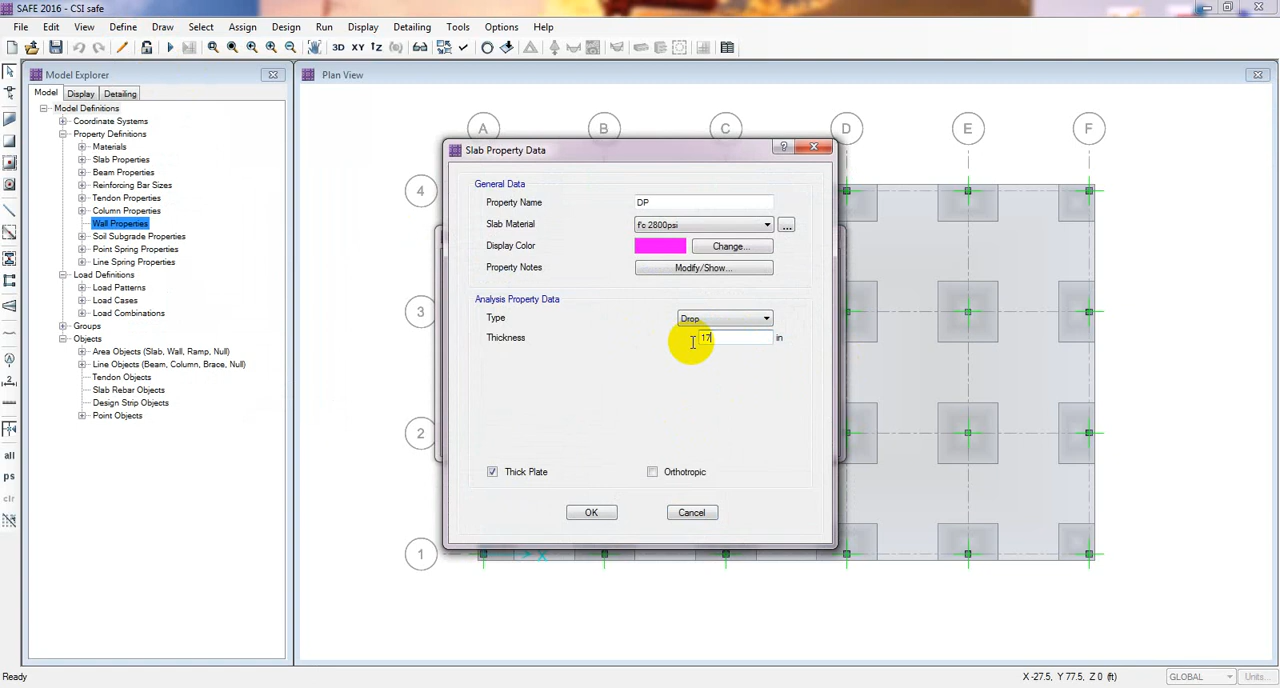 SAFE 2016 - CSI safe
File Edit View Define Draw Select Assign Design Run Display Detailing Tools Options Help
3D XY ↑Z
Model Explorer
Plan View
Model Display Detailing
Model Definitions
Coordinate Systems
Property Definitions
Materials
Slab Properties
Beam Properties
Reinforcing Bar Sizes
Tendon Properties
Column Properties
Wall Properties
Soil Subgrade Properties
Point Spring Properties
Line Spring Properties
Load Definitions
Load Patterns
Load Cases
Load Combinations
Groups
Objects
Area Objects (Slab, Wall, Ramp, Null)
Line Objects (Beam, Column, Brace, Null)
Tendon Objects
Slab Rebar Objects
Design Strip Objects
Point Objects
all
ps
clr
A B C D E F
4
3
2
1
X
Slab Property Data
General Data
Property Name DP
Slab Material f'c 2800psi ...
Display Color Change...
Property Notes Modify/Show...
Analysis Property Data
Type Drop
Thickness 17 in
Thick Plate Orthotropic
OK Cancel
Ready X -27.5, Y 77.5, Z 0 (ft) GLOBAL Units...